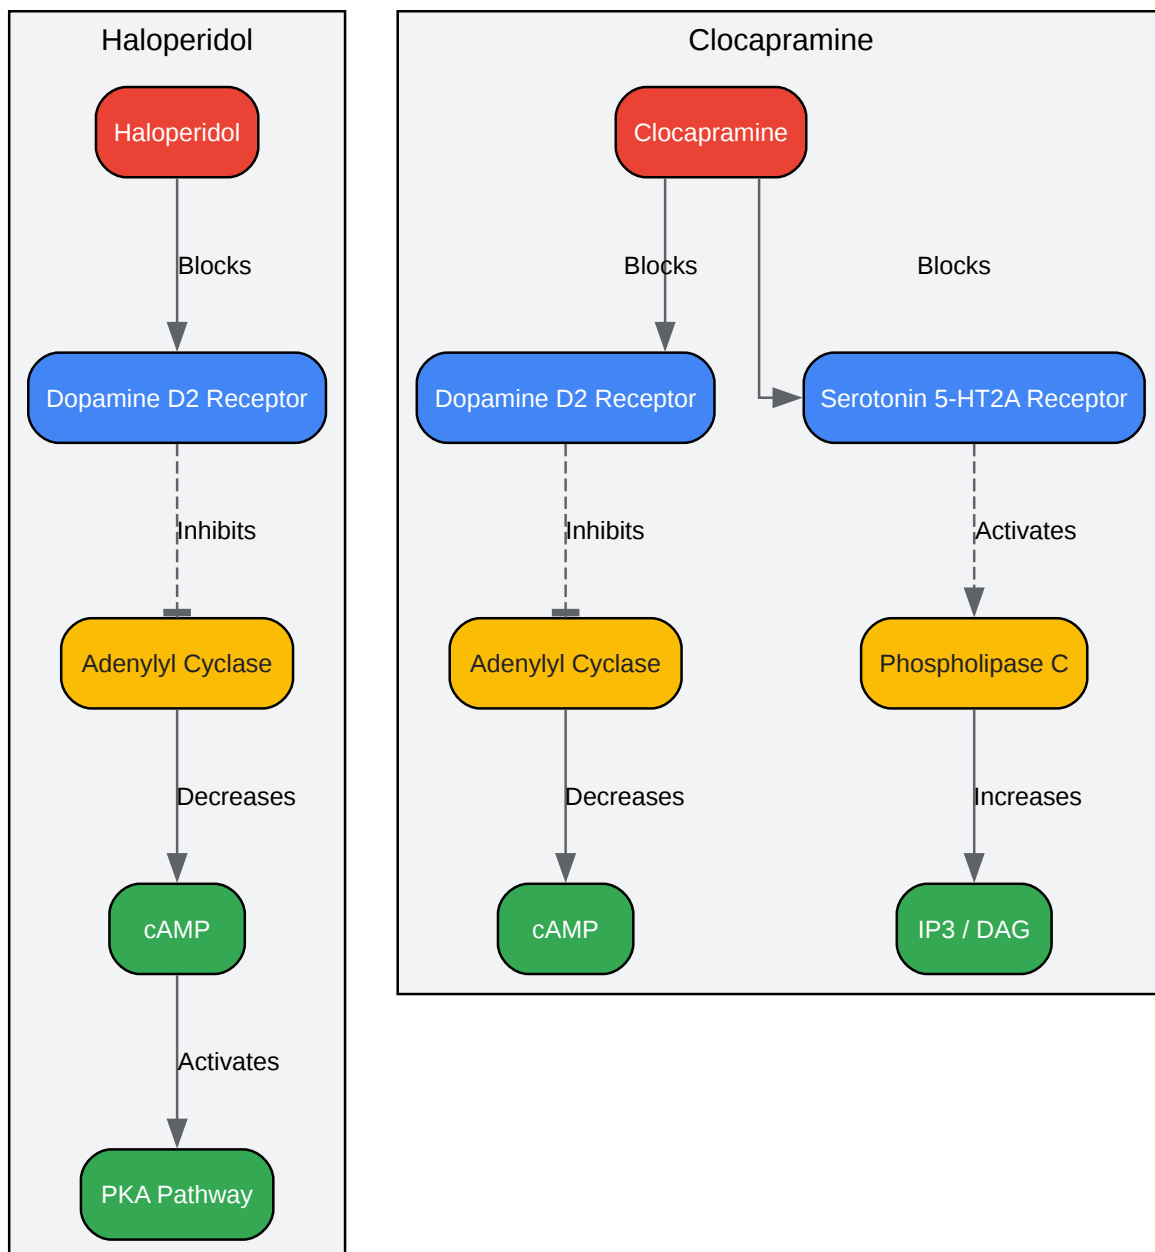 Haloperidol
Haloperidol
Blocks
Dopamine D2 Receptor
Inhibits
Adenylyl Cyclase
Decreases
cAMP
Activates
PKA Pathway
Clocapramine
Clocapramine
Blocks
Blocks
Dopamine D2 Receptor
Serotonin 5-HT2A Receptor
Inhibits
Activates
Adenylyl Cyclase
Phospholipase C
Decreases
Increases
cAMP
IP3 / DAG